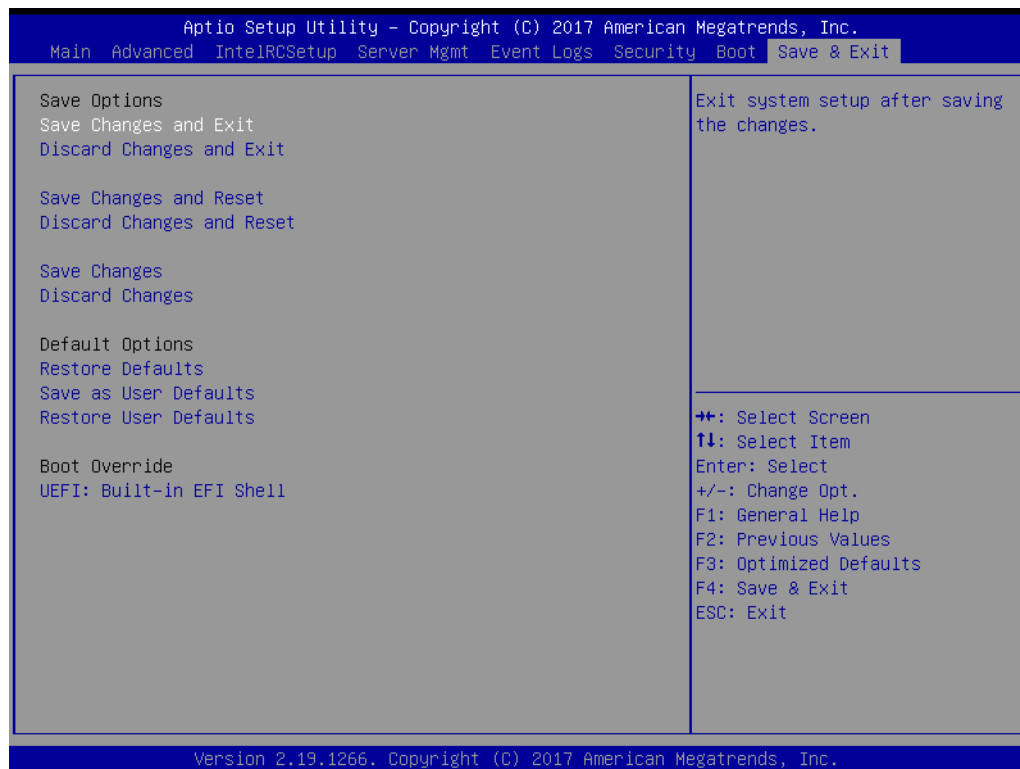 Aptio Setup Utility – Copyright (C) 2017 American Megatrends, Inc.
Main Advanced IntelRCSetup Server Mgmt Event Logs Security Boot Save & Exit
Save Options
Save Changes and Exit
Discard Changes and Exit
Save Changes and Reset
Discard Changes and Reset
Save Changes
Discard Changes
Default Options
Restore Defaults
Save as User Defaults
Restore User Defaults
Boot Override
UEFI: Built-in EFI Shell
Exit system setup after saving
the changes.
→←: Select Screen
↑↓: Select Item
Enter: Select
+/-: Change Opt.
F1: General Help
F2: Previous Values
F3: Optimized Defaults
F4: Save & Exit
ESC: Exit
Version 2.19.1266. Copyright (C) 2017 American Megatrends, Inc.